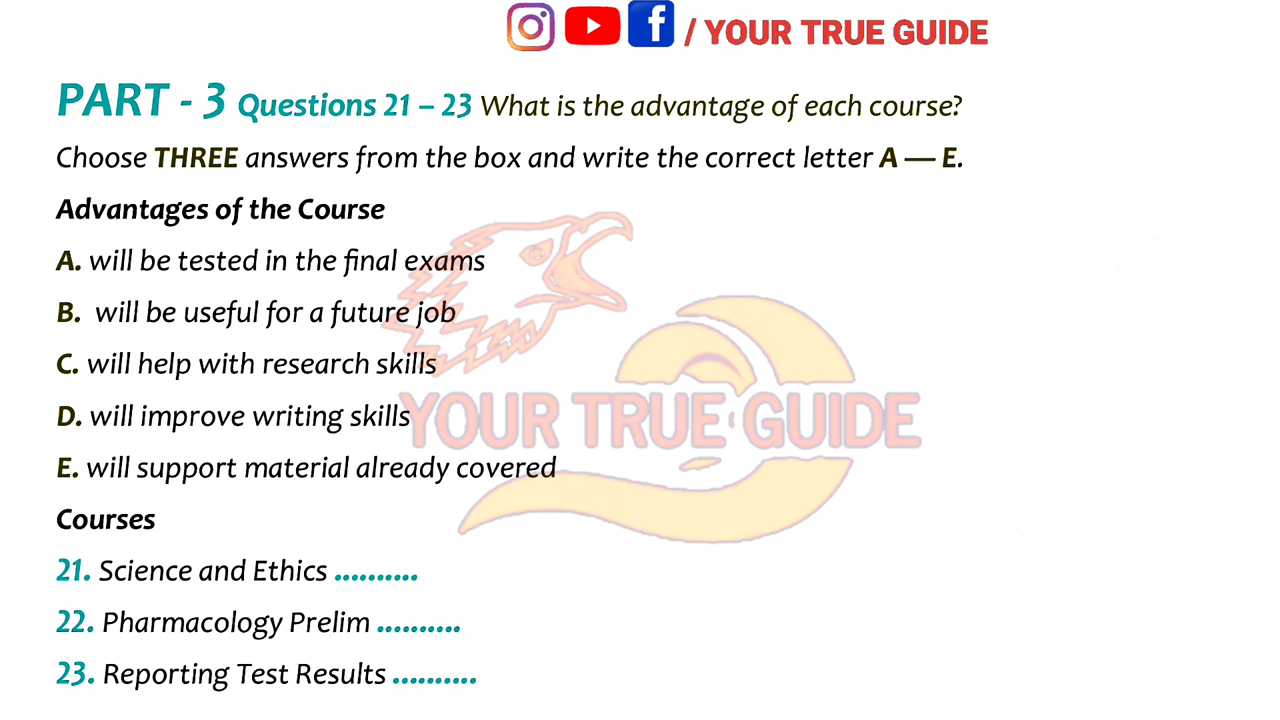 / YOUR TRUE GUIDE
PART - 3 Questions 21 – 23 What is the advantage of each course?
Choose THREE answers from the box and write the correct letter A — E.
Advantages of the Course
A. will be tested in the final exams
B. will be useful for a future job
C. will help with research skills
D. will improve writing skills
YOUR TRUE GUIDE
E. will support material already covered
Courses
21. Science and Ethics ..........
22. Pharmacology Prelim ..........
23. Reporting Test Results ..........